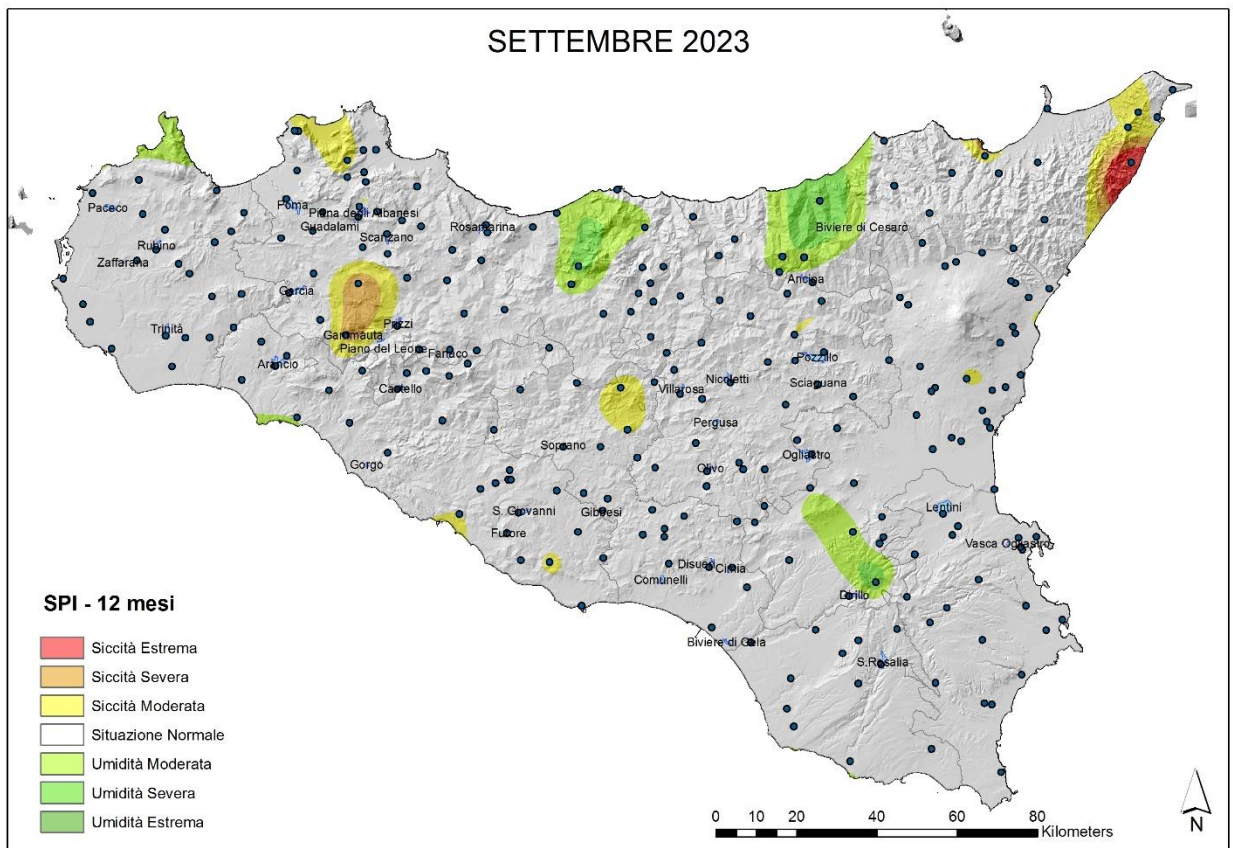 SETTEMBRE 2023
Paceco
Poma
Piana degli Albanesi
Guadalami
Scanzano
Rosamarina
Biviere di Cesarò
Rubino
Zaffarana
Garcia
Ancipa
Trinità
Gammauta
Prizzi
Piano del Leone
Fanaco
Arancio
Castello
Pozzillo
Villarosa
Nicoletti
Sciaguana
Pergusa
Soprano
Gorgo
Olivo
Ogliastro
S. Giovanni
Gibbesi
Lentini
Furore
Vasca Ogliastro
Disueri
Cimia
Comunelli
Dirillo
Biviere di Gela
S.Rosalia
SPI - 12 mesi
Siccità Estrema
Siccità Severa
Siccità Moderata
Situazione Normale
Umidità Moderata
Umidità Severa
Umidità Estrema
0 10 20 40 60 80
Kilometers
N